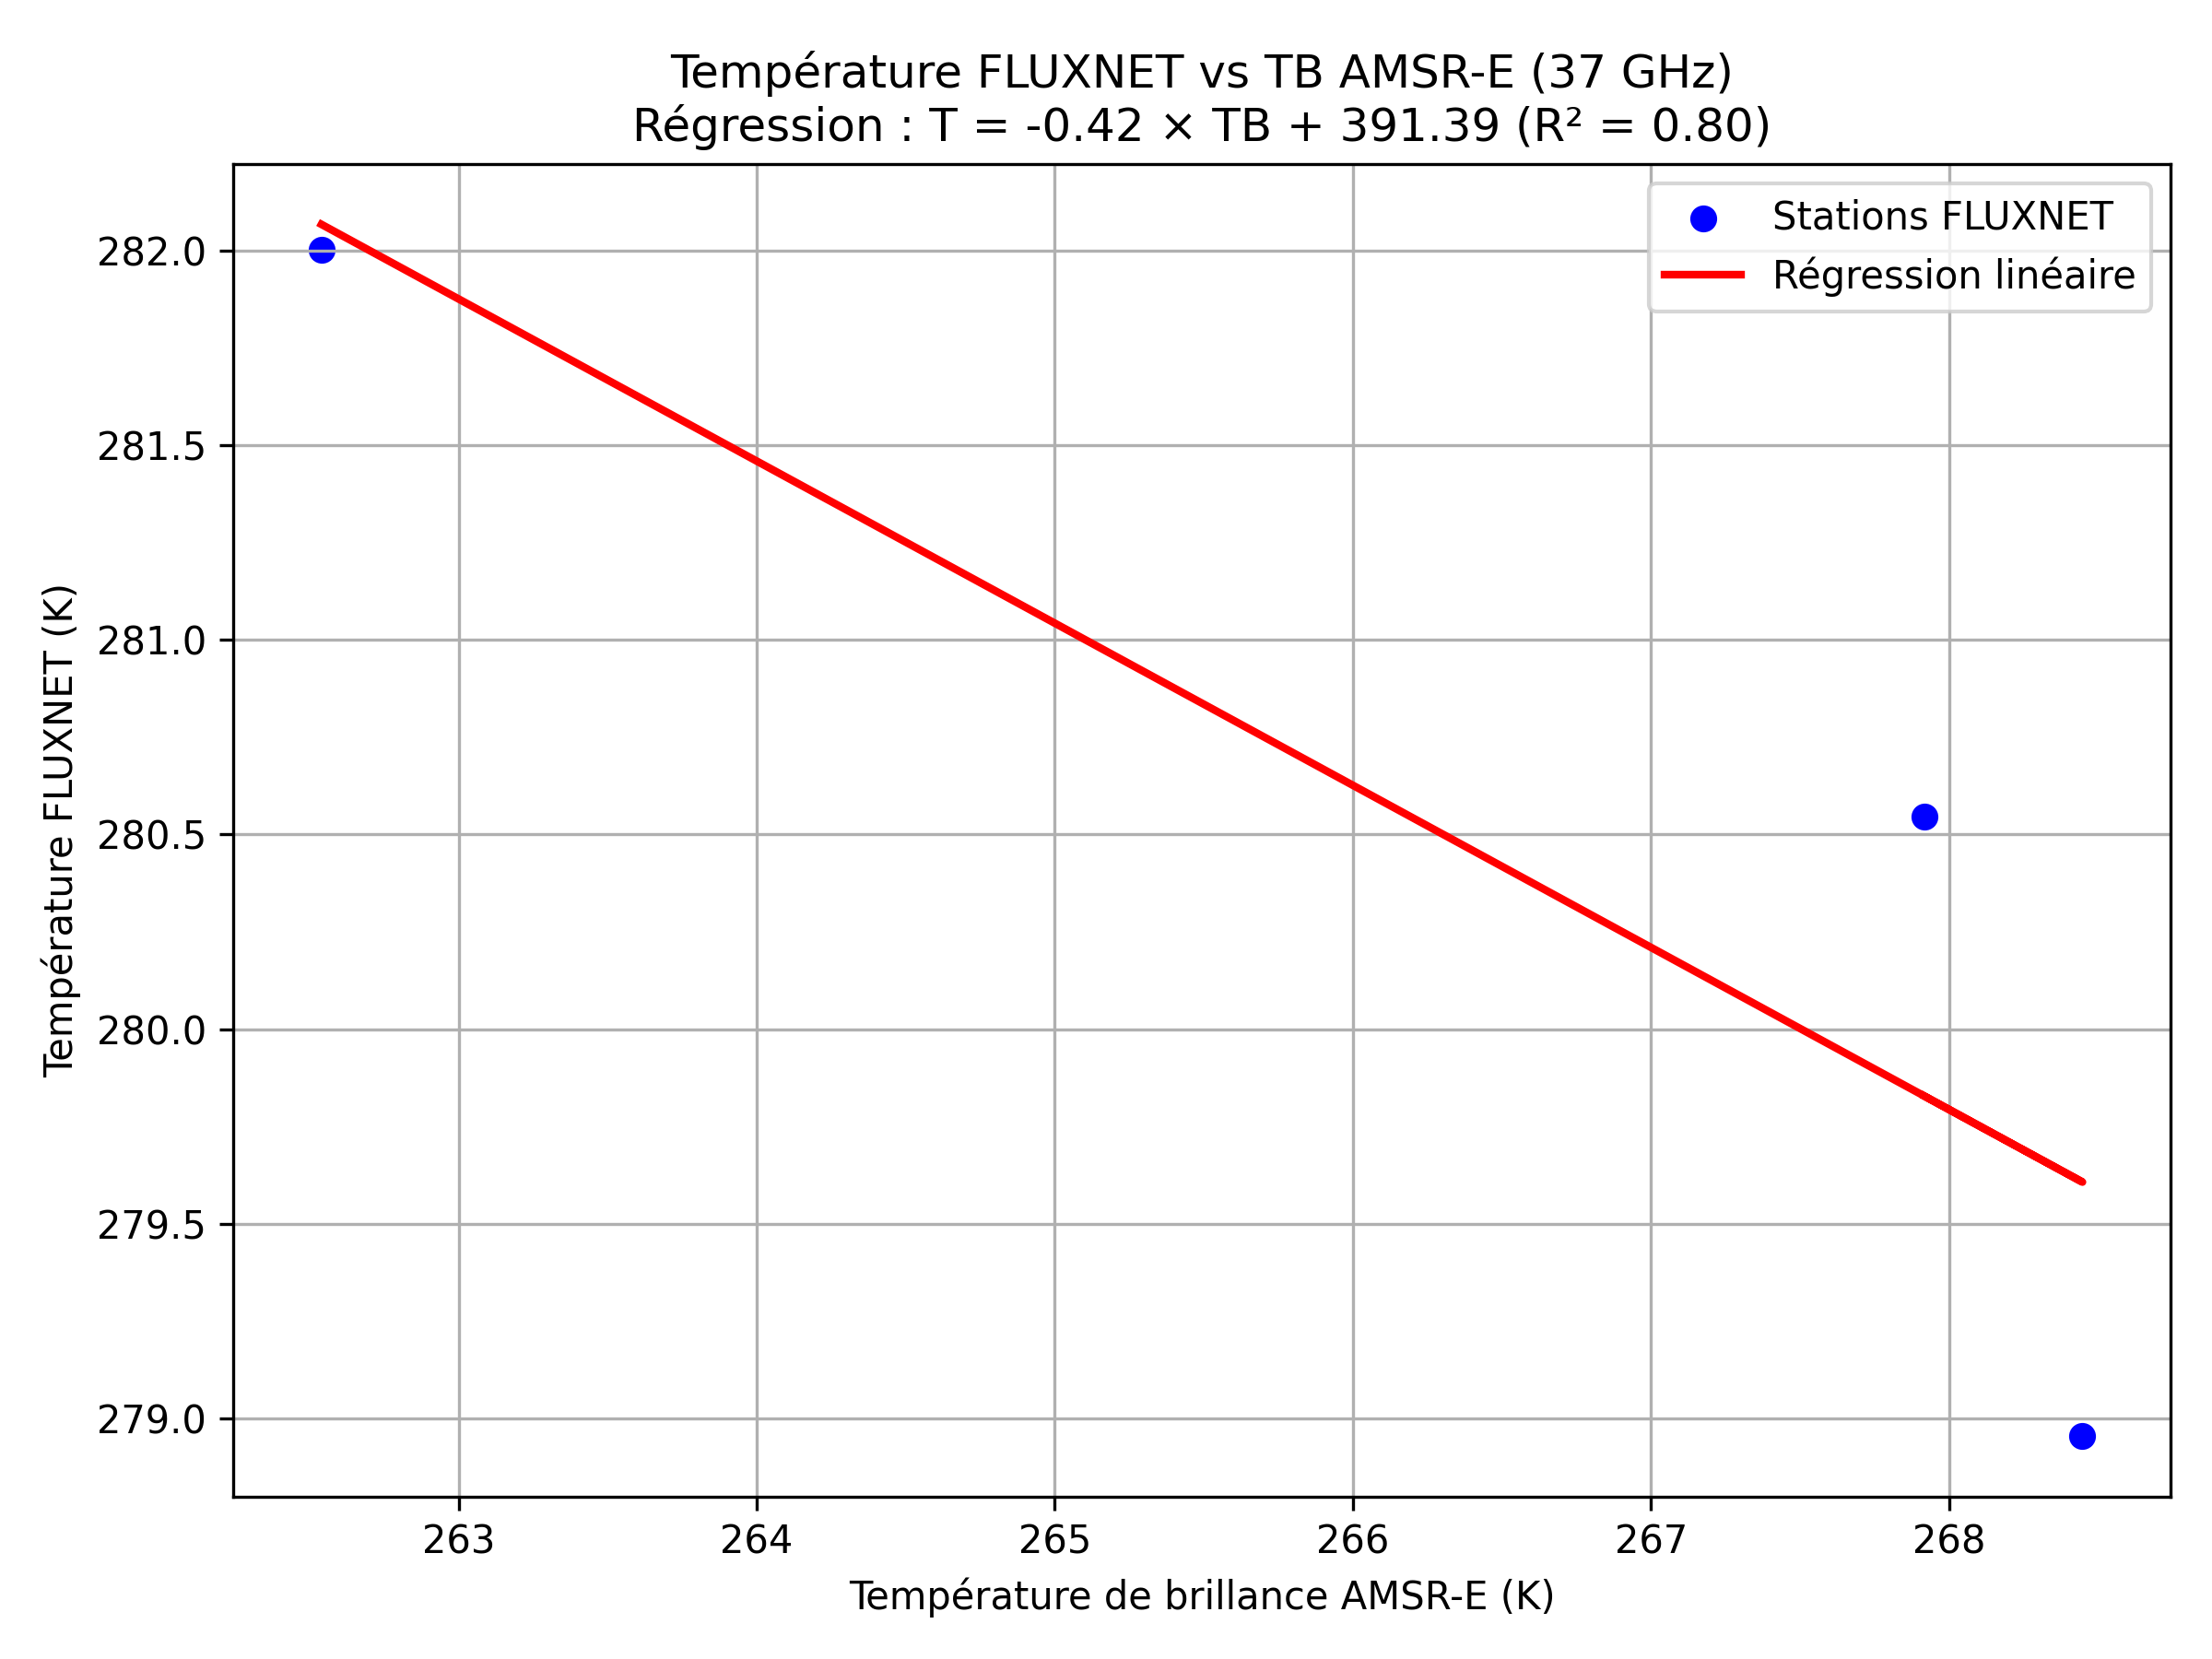 Température FLUXNET vs TB AMSR-E (37 GHz)
Régression : T = -0.42 × TB + 391.39 (R² = 0.80)
Stations FLUXNET
Régression linéaire
Température FLUXNET (K)
282.0
281.5
281.0
280.5
280.0
279.5
279.0
263 264 265 266 267 268
Température de brillance AMSR-E (K)